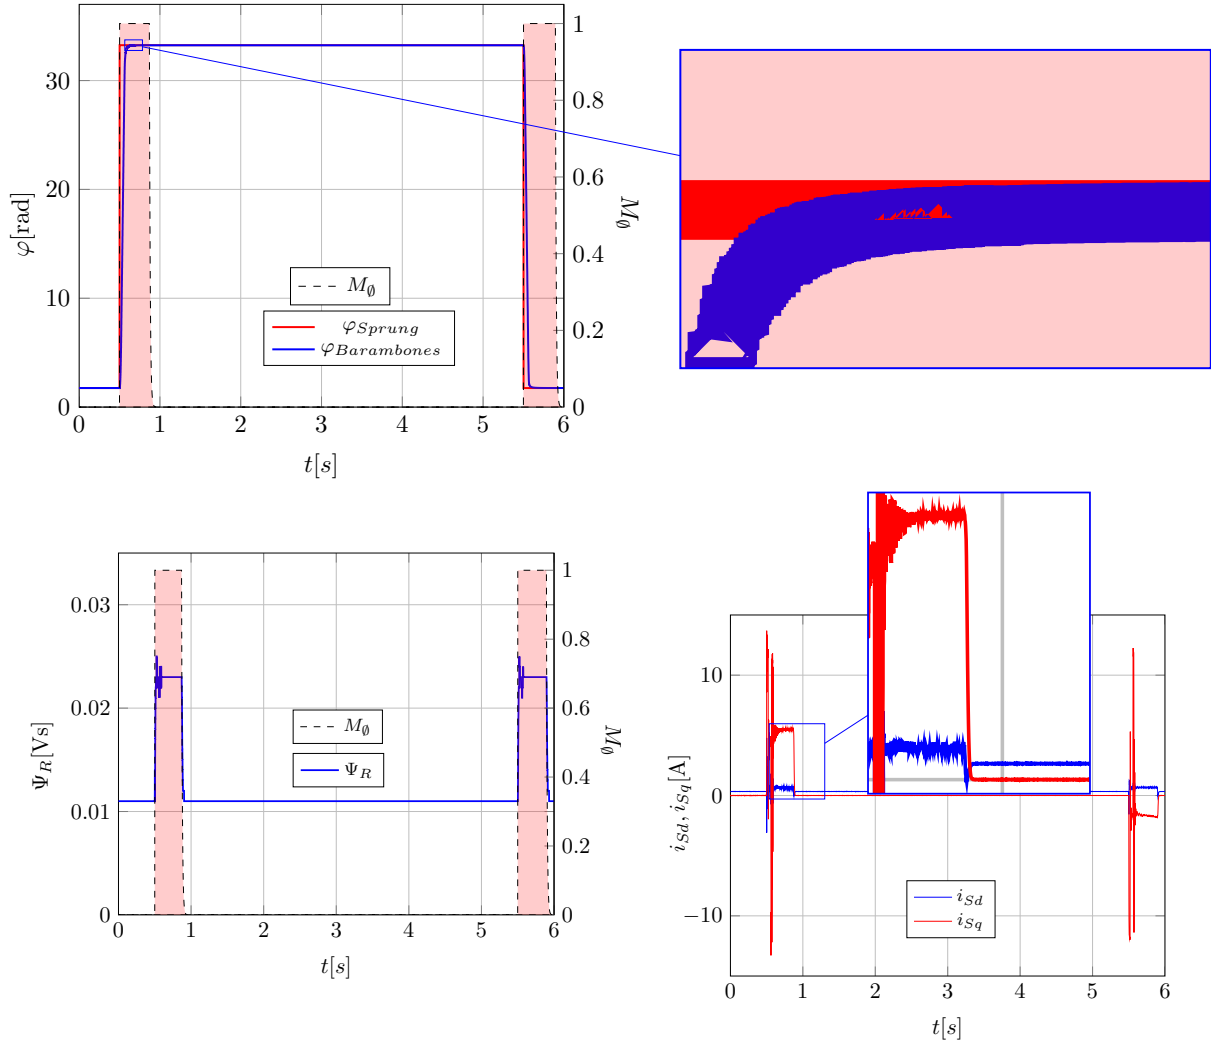 30
20
10
0
φ[rad]
0 1 2 3 4 5 6
t[s]
1
0.8
0.6
0.4
0.2
0
M∅
M∅
φSprung
φBarambones
0.03
0.02
0.01
0
ΨR[Vs]
0 1 2 3 4 5 6
t[s]
1
0.8
0.6
0.4
0.2
0
M∅
M∅
ΨR
10
0
−10
iSd, iSq[A]
0 1 2 3 4 5 6
t[s]
iSd
iSq